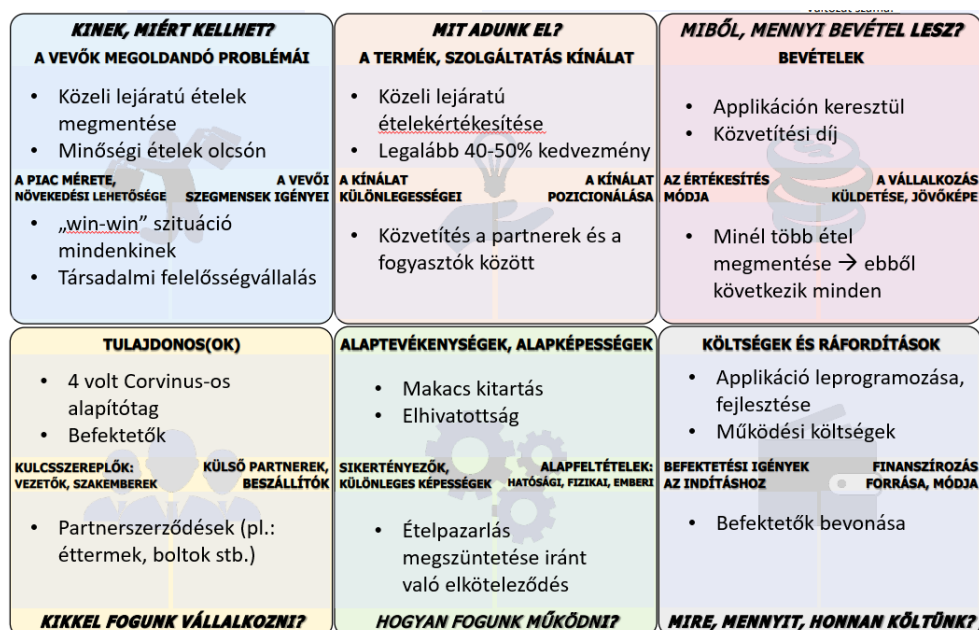 változat száma:
KINEK, MIÉRT KELLHET?
A VEVŐK MEGOLDANDÓ PROBLÉMÁI
• Közeli lejáratú ételek
megmentése
• Minőségi ételek olcsón
A PIAC MÉRETE,
NÖVEKEDÉSI LEHETŐSÉGE
A VEVŐI
SZEGMENSEK IGÉNYEI
• „win-win” szituáció
mindenkinek
• Társadalmi felelősségvállalás
MIT ADUNK EL?
A TERMÉK, SZOLGÁLTATÁS KÍNÁLAT
• Közeli lejáratú
ételekértékesítése
• Legalább 40-50% kedvezmény
A KÍNÁLAT
KÜLÖNLEGESSÉGEI
A KÍNÁLAT
POZICIONÁLÁSA
• Közvetítés a partnerek és a
fogyasztók között
MIBŐL, MENNYI BEVÉTEL LESZ?
BEVÉTELEK
• Applikáción keresztül
• Közvetítési díj
AZ ÉRTÉKESÍTÉS
MÓDJA
A VÁLLALKOZÁS
KÜLDETÉSE, JÖVŐKÉPE
• Minél több étel
megmentése → ebből
következik minden
TULAJDONOS(OK)
• 4 volt Corvinus-os
alapítótag
• Befektetők
KULCSSZEREPLŐK:
VEZETŐK, SZAKEMBEREK
KÜLSŐ PARTNEREK,
BESZÁLLÍTÓK
• Partnerszerződések (pl.:
éttermek, boltok stb.)
KIKKEL FOGUNK VÁLLALKOZNI?
ALAPTEVÉKENYSÉGEK, ALAPKÉPESSÉGEK
• Makacs kitartás
• Elhivatottság
SIKERTÉNYEZŐK,
KÜLÖNLEGES KÉPESSÉGEK
ALAPFELTÉTELEK:
HATÓSÁGI, FIZIKAI, EMBERI
• Ételpazarlás
megszüntetése iránt
való elköteleződés
HOGYAN FOGUNK MŰKÖDNI?
KÖLTSÉGEK ÉS RÁFORDÍTÁSOK
• Applikáció leprogramozása,
fejlesztése
• Működési költségek
BEFEKTETÉSI IGÉNYEK
AZ INDÍTÁSHOZ
FINANSZÍROZÁS
FORRÁSA, MÓDJA
• Befektetők bevonása
MIRE, MENNYIT, HONNAN KÖLTÜNK?